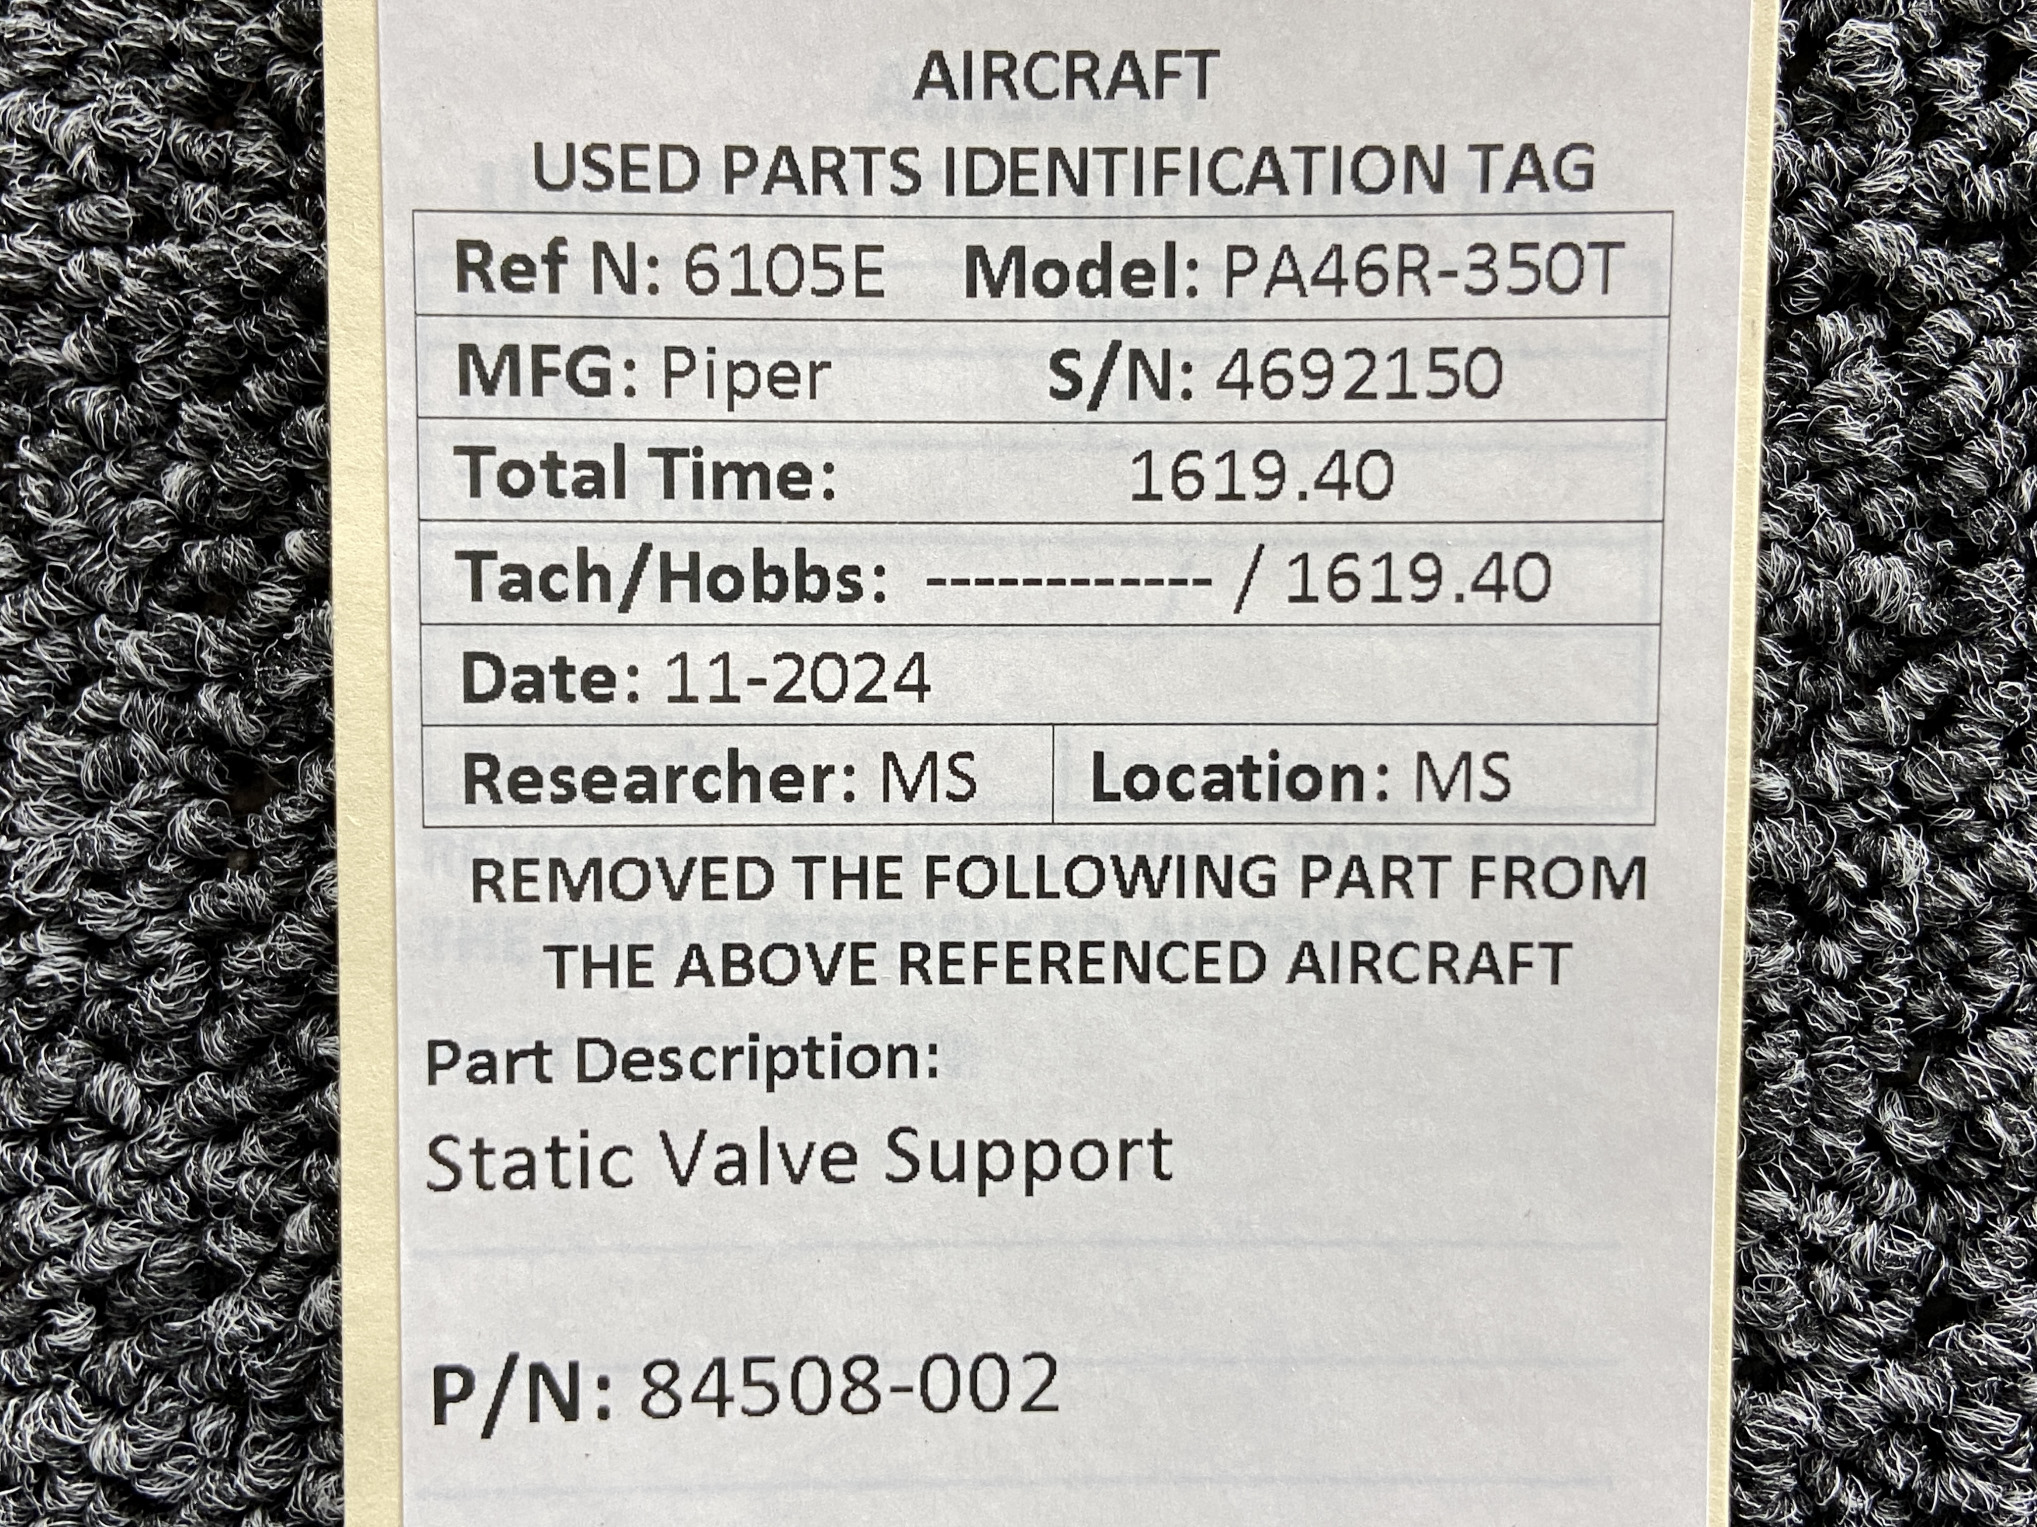 AIRCRAFT
USED PARTS IDENTIFICATION TAG
Ref N: 6105E Model: PA46R-350T
MFG: Piper S/N: 4692150
Total Time: 1619.40
Tach/Hobbs: ------------ / 1619.40
Date: 11-2024
Researcher: MS Location: MS
REMOVED THE FOLLOWING PART FROM
THE ABOVE REFERENCED AIRCRAFT
Part Description:
Static Valve Support
P/N: 84508-002